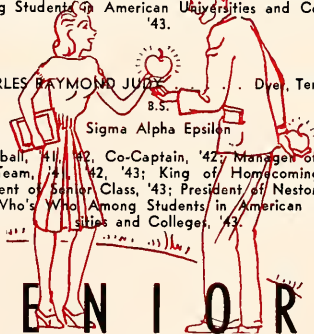 g Students in American Universities and Co
'43.
RLES RAYMOND JUDY . . . . Dyer, Ten
B.S.
Sigma Alpha Epsilon
ball, '41, '42, Co-Captain, '42; Manager of
Team, '41, '42, '43; King of Homecomin
ent of Senior Class, '43; President of Nestor
Who's Who Among Students in American
sities and Colleges, '43.
ENIOR